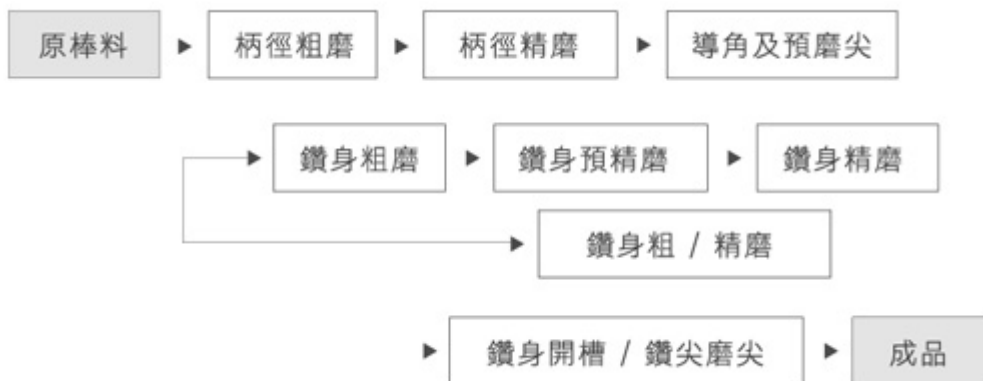 原棒料 ▶ 柄徑粗磨 ▶ 柄徑精磨 ▶ 導角及預磨尖
▶ 鑽身粗磨 ▶ 鑽身預精磨 ▶ 鑽身精磨
▶ 鑽身粗 / 精磨
▶ 鑽身開槽 / 鑽尖磨尖 ▶ 成品